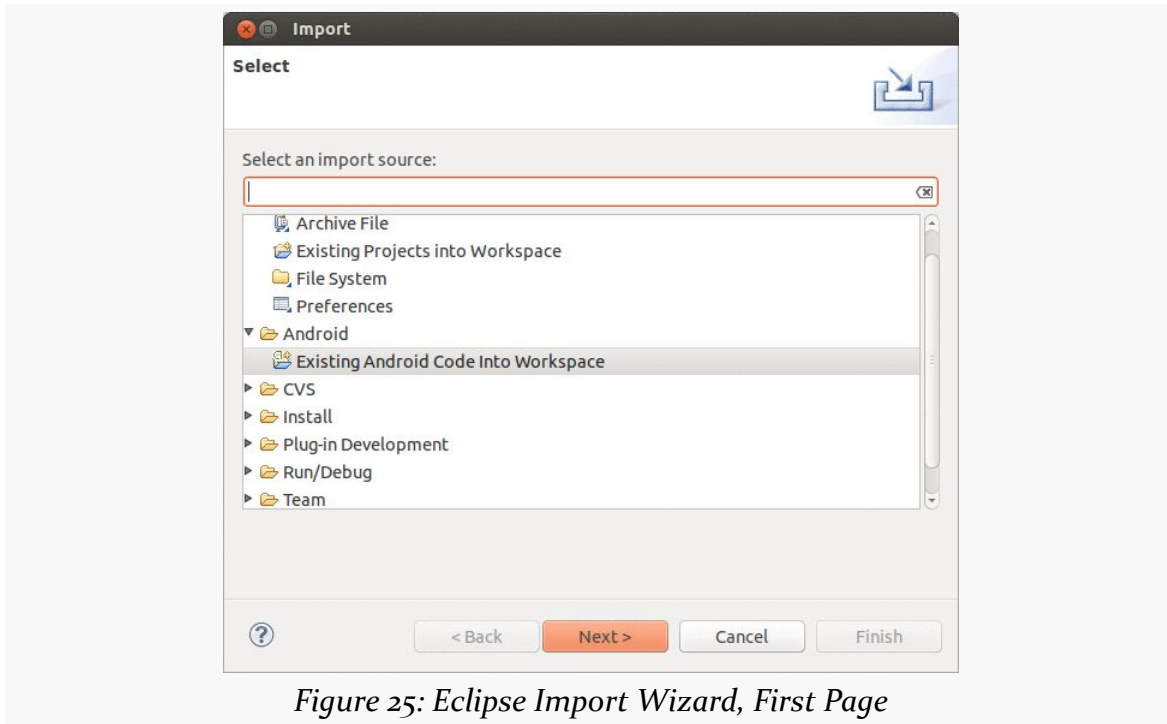 Import
Select
Select an import source:
Archive File
Existing Projects into Workspace
File System
Preferences
Android
Existing Android Code Into Workspace
CVS
Install
Plug-in Development
Run/Debug
Team
< Back Next > Cancel Finish
Figure 25: Eclipse Import Wizard, First Page